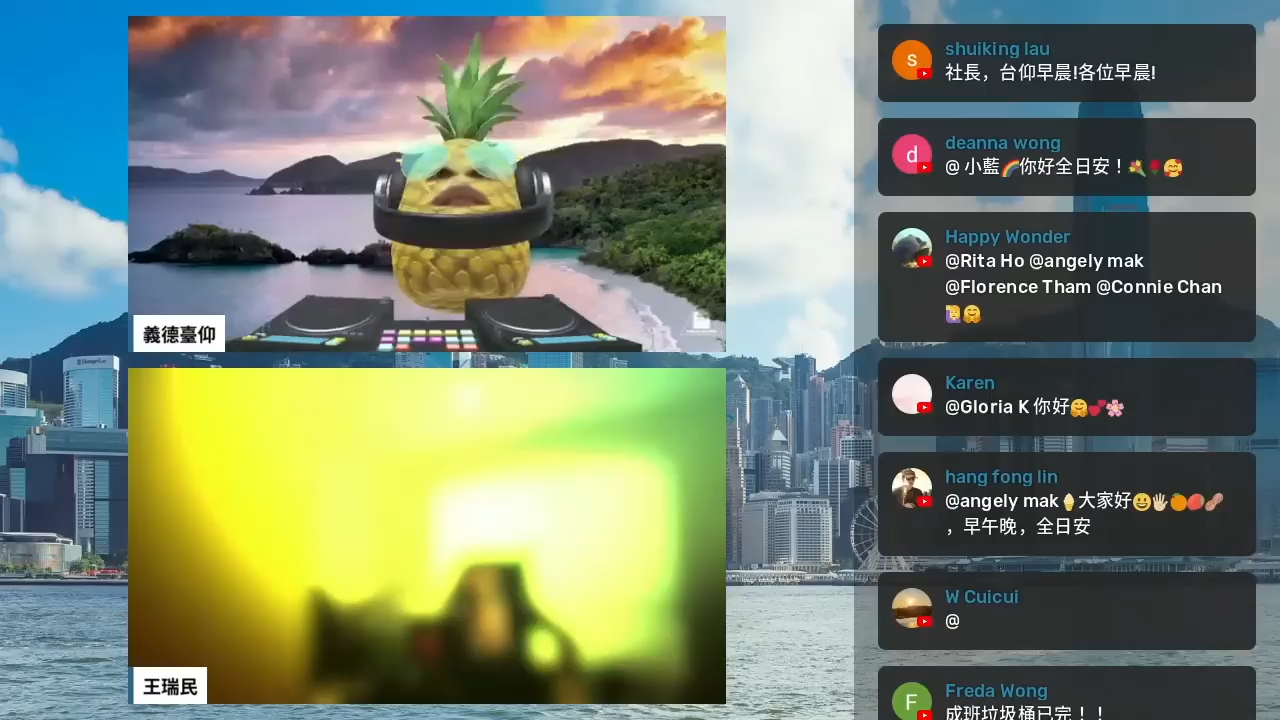 義德臺仰
王瑞民
S
shuiking lau
社長，台仰早晨!各位早晨!
d
deanna wong
@ 小藍🌈你好全日安！💐🌹🥰
Happy Wonder
@Rita Ho @angely mak
@Florence Tham @Connie Chan
🙋🤗
Karen
@Gloria K 你好🤗💕🌸
hang fong lin
@angely mak🍦大家好😀🖐🍊🥔🥓
，早午晚，全日安
W Cuicui
@
F
Freda Wong
成班垃圾桶已完！！